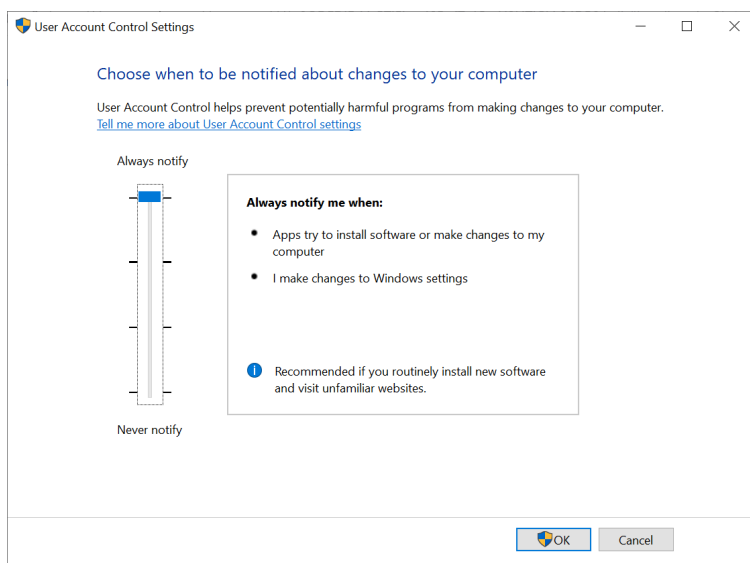 User Account Control Settings
Choose when to be notified about changes to your computer
User Account Control helps prevent potentially harmful programs from making changes to your computer.
Tell me more about User Account Control settings
Always notify
Always notify me when:
Apps try to install software or make changes to my
computer
I make changes to Windows settings
Recommended if you routinely install new software
and visit unfamiliar websites.
Never notify
OK
Cancel